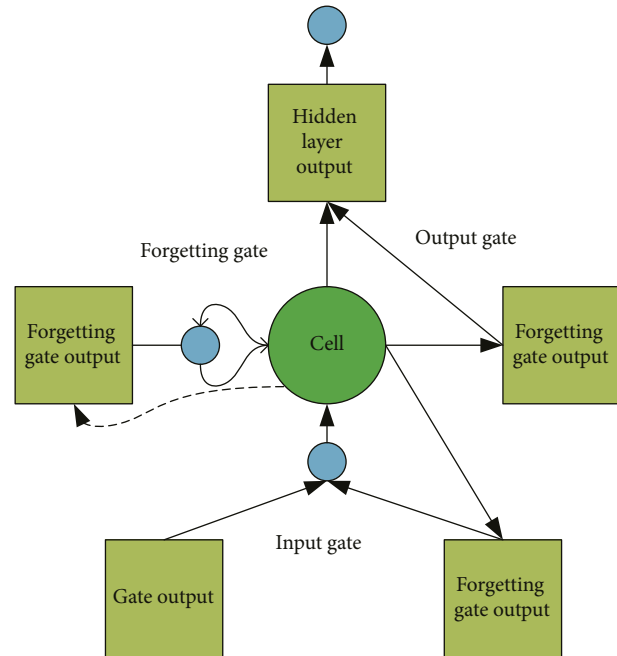 Hidden
layer
output
Forgetting gate
Output gate
Forgetting
gate output
Cell
Forgetting
gate output
Input gate
Gate output
Forgetting
gate output